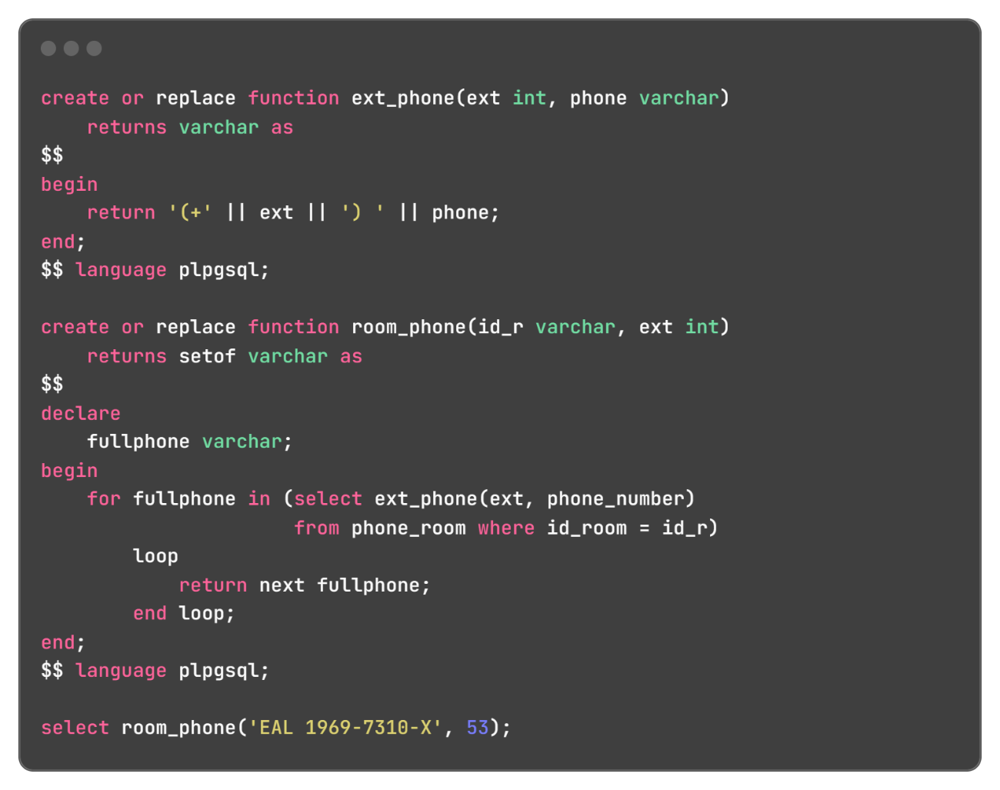 create or replace function ext_phone(ext int, phone varchar)
    returns varchar as
$$
begin
    return '(+' || ext || ') ' || phone;
end;
$$ language plpgsql;

create or replace function room_phone(id_r varchar, ext int)
    returns setof varchar as
$$
declare
    fullphone varchar;
begin
    for fullphone in (select ext_phone(ext, phone_number)
                      from phone_room where id_room = id_r)
        loop
            return next fullphone;
        end loop;
end;
$$ language plpgsql;

select room_phone('EAL 1969-7310-X', 53);